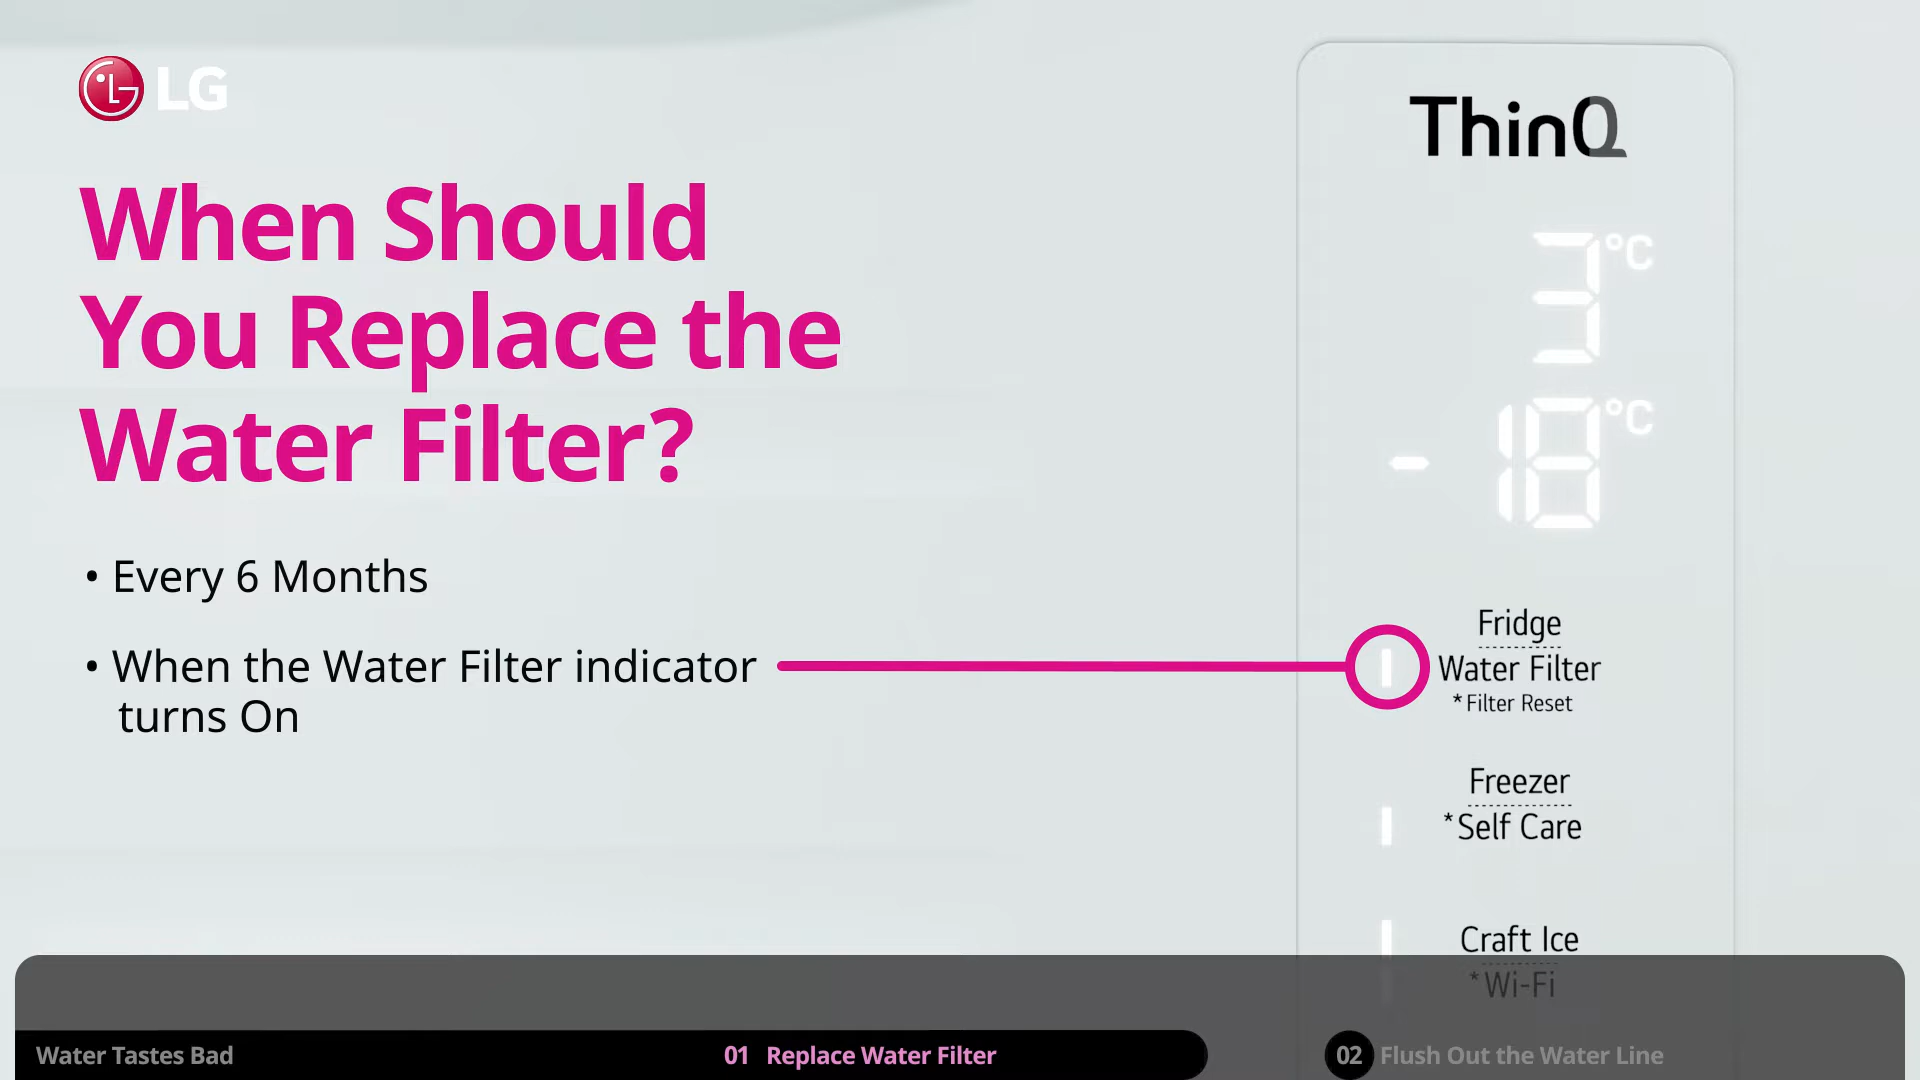 LG
When Should
You Replace the
Water Filter?
• Every 6 Months
• When the Water Filter indicator
turns On
ThinQ
3°C
-18°C
Fridge
Water Filter
*Filter Reset
Freezer
*Self Care
Craft Ice
*Wi-Fi
Water Tastes Bad
01 Replace Water Filter
02 Flush Out the Water Line